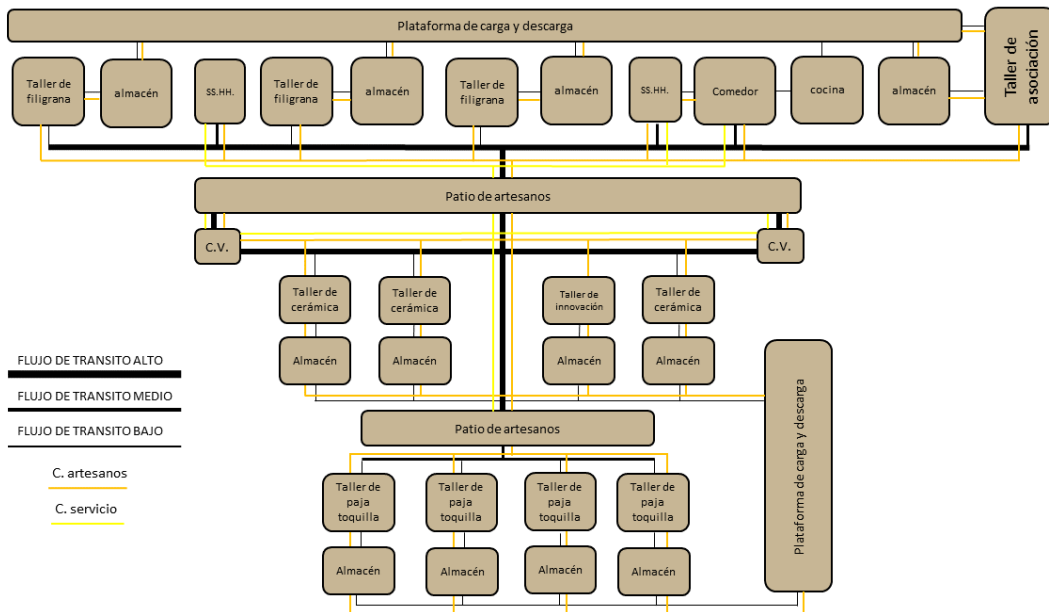 Plataforma de carga y descarga
Taller de
asociación
Taller de
filigrana
almacén
SS.HH.
Taller de
filigrana
almacén
Taller de
filigrana
almacén
SS.HH.
Comedor
cocina
almacén
Patio de artesanos
C.V.
C.V.
Taller de
cerámica
Taller de
cerámica
Taller de
innovación
Taller de
cerámica
Almacén
Almacén
Almacén
Almacén
Plataforma de carga y descarga
FLUJO DE TRANSITO ALTO
FLUJO DE TRANSITO MEDIO
FLUJO DE TRANSITO BAJO
C. artesanos
C. servicio
Patio de artesanos
Taller de
paja
toquilla
Taller de
paja
toquilla
Taller de
paja
toquilla
Taller de
paja
toquilla
Almacén
Almacén
Almacén
Almacén